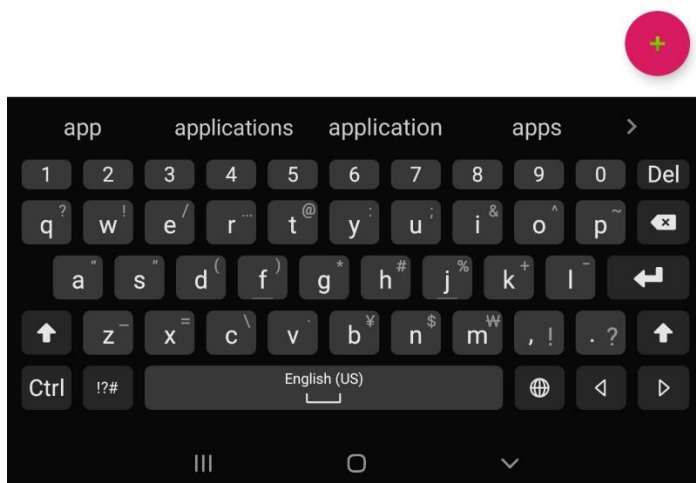 +
app applications application apps >
1 2 3 4 5 6 7 8 9 0 Del
q ? w ! e / r ... t @ y : u ; i & o ^ p ~
a " s " d ( f ) g * h # j % k + l -
z _ x = c \ v · b ¥ n $ m ₩ , ! . ?
Ctrl !?# English (US)